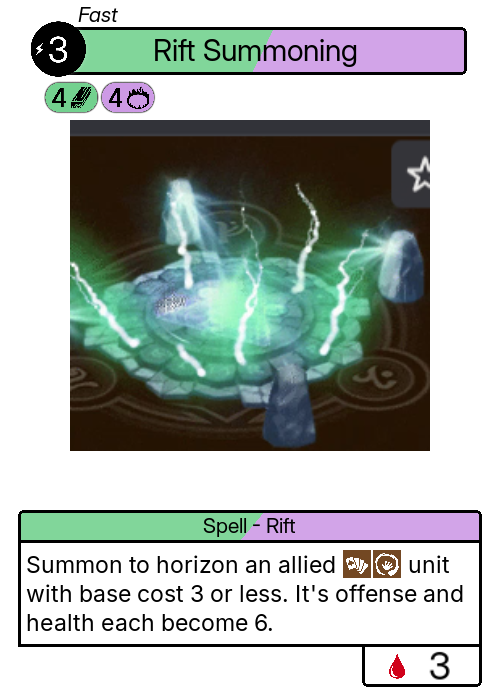 Fast
3
Rift Summoning
4
4
Spell - Rift
Summon to horizon an allied unit
with base cost 3 or less. It's offense and
health each become 6.
3